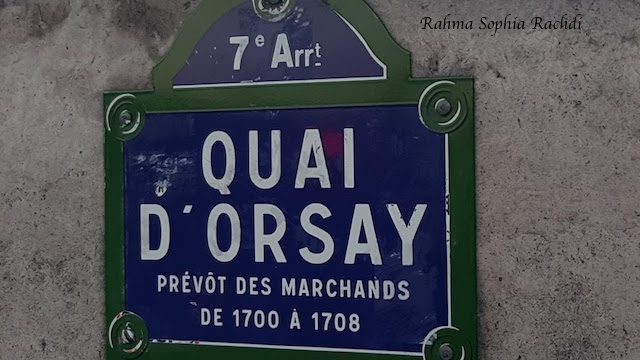 Rahma Sophia Rachdi
7e Arrt
QUAI
D'ORSAY
PRÉVÔT DES MARCHANDS
DE 1700 À 1708